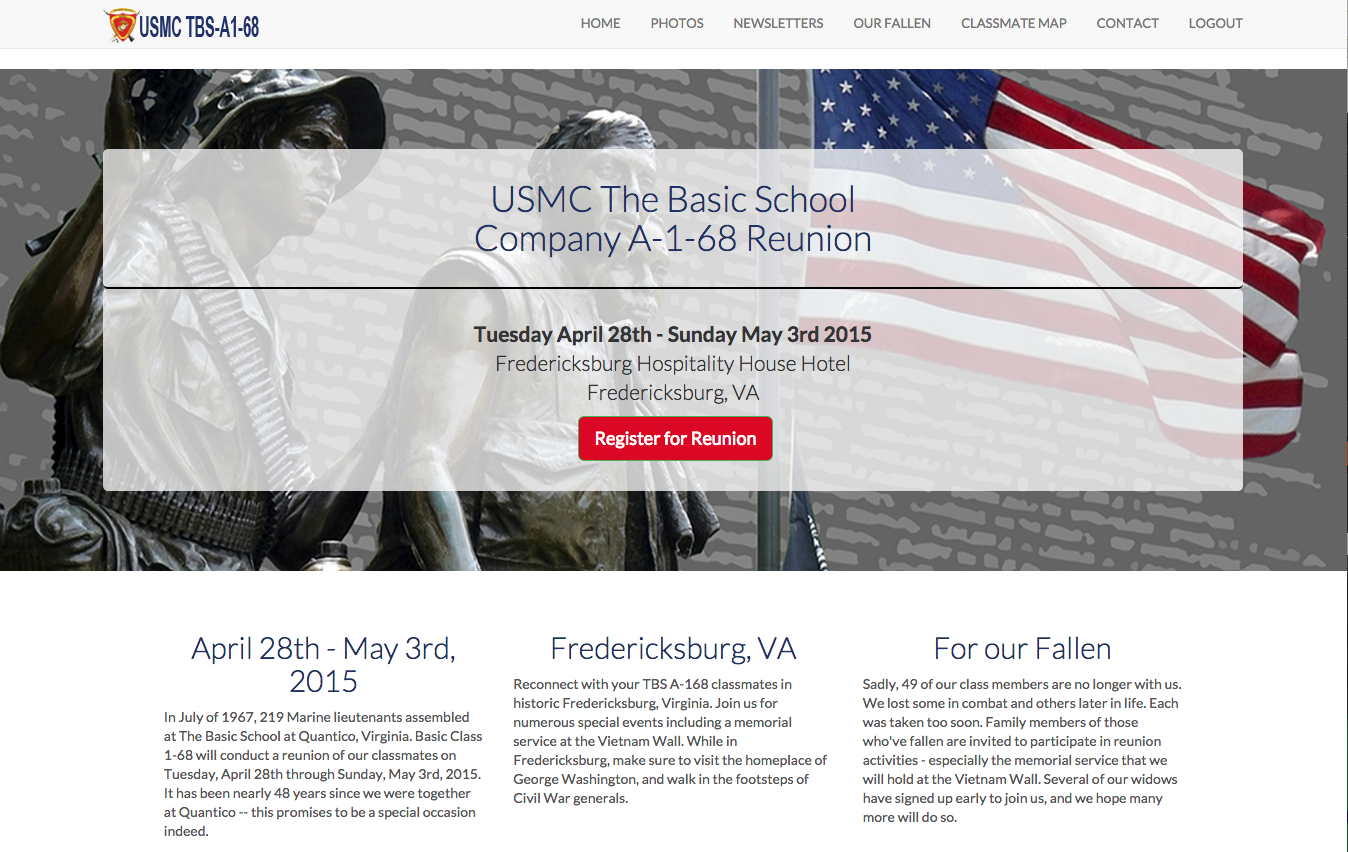 USMC TBS-A1-68
HOME PHOTOS NEWSLETTERS OUR FALLEN CLASSMATE MAP CONTACT LOGOUT
USMC The Basic School
Company A-1-68 Reunion
Tuesday April 28th - Sunday May 3rd 2015
Fredericksburg Hospitality House Hotel
Fredericksburg, VA
Register for Reunion
April 28th - May 3rd,
2015
In July of 1967, 219 Marine lieutenants assembled
at The Basic School at Quantico, Virginia. Basic Class
1-68 will conduct a reunion of our classmates on
Tuesday, April 28th through Sunday, May 3rd, 2015.
It has been nearly 48 years since we were together
at Quantico -- this promises to be a special occasion
indeed.
Fredericksburg, VA
Reconnect with your TBS A-168 classmates in
historic Fredericksburg, Virginia. Join us for
numerous special events including a memorial
service at the Vietnam Wall. While in
Fredericksburg, make sure to visit the homeplace of
George Washington, and walk in the footsteps of
Civil War generals.
For our Fallen
Sadly, 49 of our class members are no longer with us.
We lost some in combat and others later in life. Each
was taken too soon. Family members of those
who've fallen are invited to participate in reunion
activities - especially the memorial service that we
will hold at the Vietnam Wall. Several of our widows
have signed up early to join us, and we hope many
more will do so.